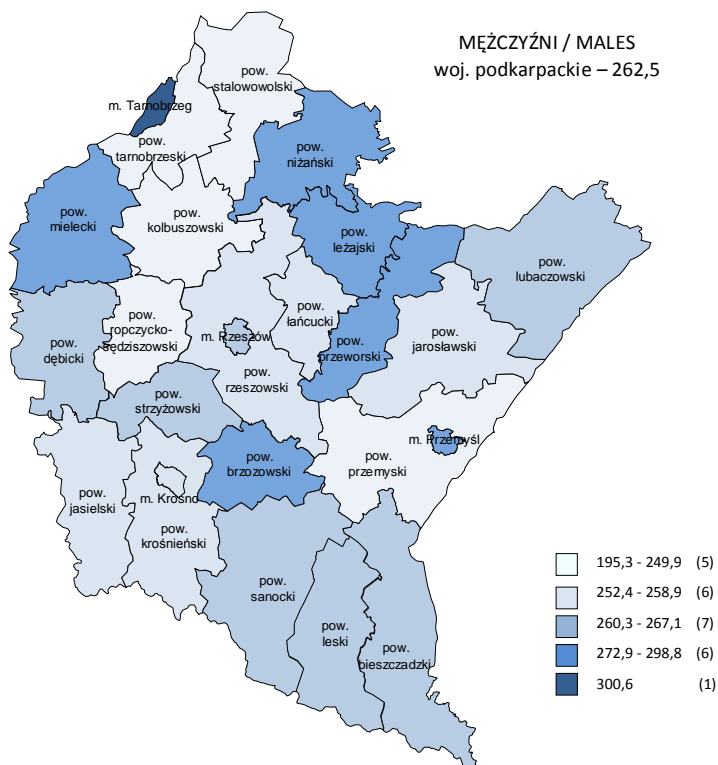 MĘŻCZYŹNI / MALES
woj. podkarpackie – 262,5
pow.
stalowowolski
m. Tarnobrzeg
pow.
tarnobrzeski
pow.
niżański
pow.
mielecki
pow.
kolbuszowski
pow.
leżajski
pow.
lubaczowski
pow.
ropczycko-
sędziszowski
m. Rzeszów
pow.
łańcucki
pow.
przeworski
pow.
jarosławski
pow.
dębicki
pow.
rzeszowski
pow.
strzyżowski
m. Przemyśl
pow.
brzozowski
pow.
przemyski
pow.
jasielski
m. Krosno
pow.
krośnieński
pow.
sanocki
pow.
leski
pow.
bieszczadzki
195,3 - 249,9 (5)
252,4 - 258,9 (6)
260,3 - 267,1 (7)
272,9 - 298,8 (6)
300,6 (1)